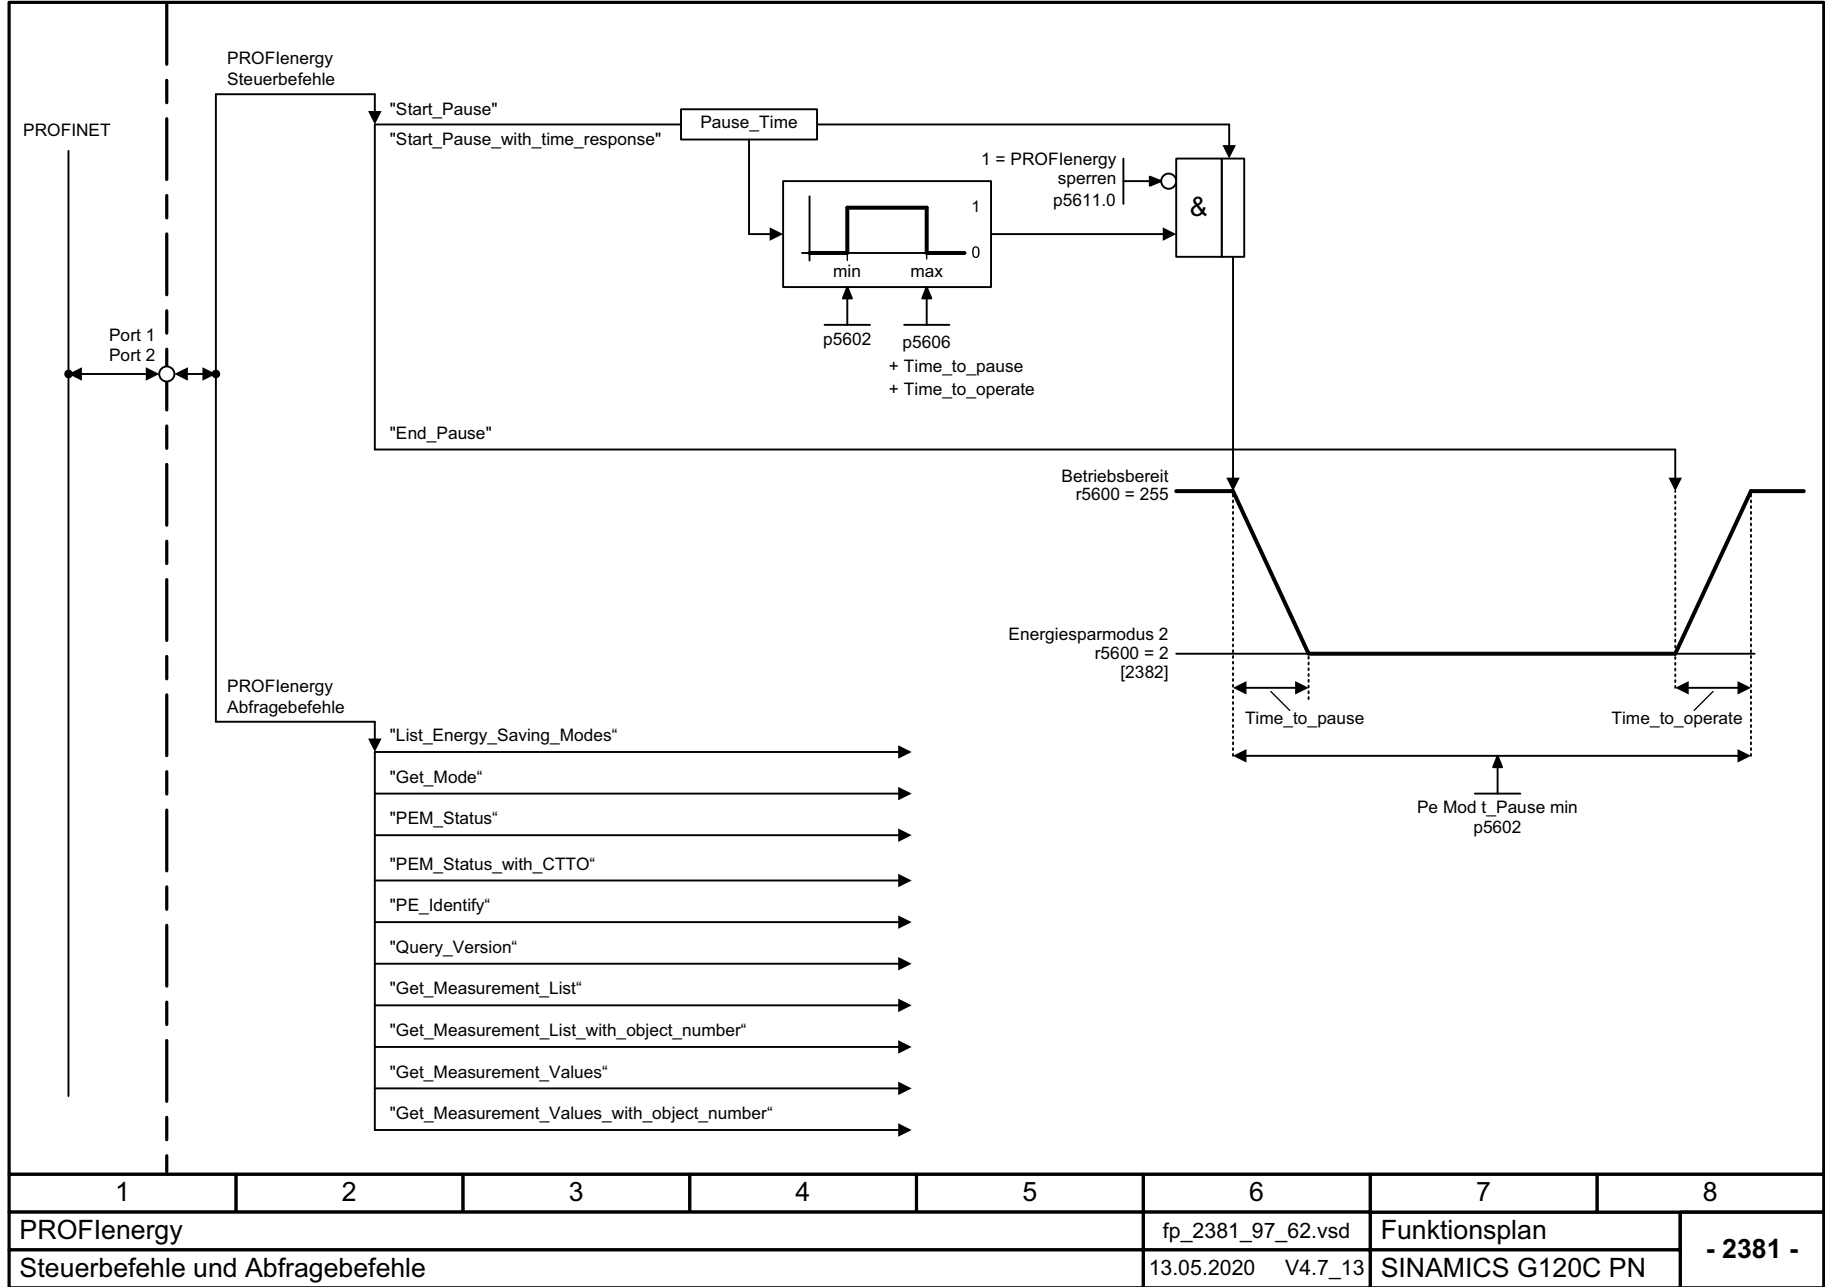 PROFIenergy
Steuerbefehle
PROFINET
"Start_Pause"
"Start_Pause_with_time_response"
Pause_Time
1 = PROFIenergy
sperren
p5611.0
&
1
0
min
max
p5602
p5606
+ Time_to_pause
+ Time_to_operate
Port 1
Port 2
"End_Pause"
Betriebsbereit
r5600 = 255
Energiesparmodus 2
r5600 = 2
[2382]
Time_to_pause
Time_to_operate
Pe Mod t_Pause min
p5602
PROFIenergy
Abfragebefehle
"List_Energy_Saving_Modes“
"Get_Mode“
"PEM_Status“
"PEM_Status_with_CTTO“
"PE_Identify“
"Query_Version“
"Get_Measurement_List“
"Get_Measurement_List_with_object_number“
"Get_Measurement_Values“
"Get_Measurement_Values_with_object_number“
1 2 3 4 5 6 7 8
PROFIenergy
fp_2381_97_62.vsd
Funktionsplan
- 2381 -
Steuerbefehle und Abfragebefehle
13.05.2020 V4.7_13
SINAMICS G120C PN